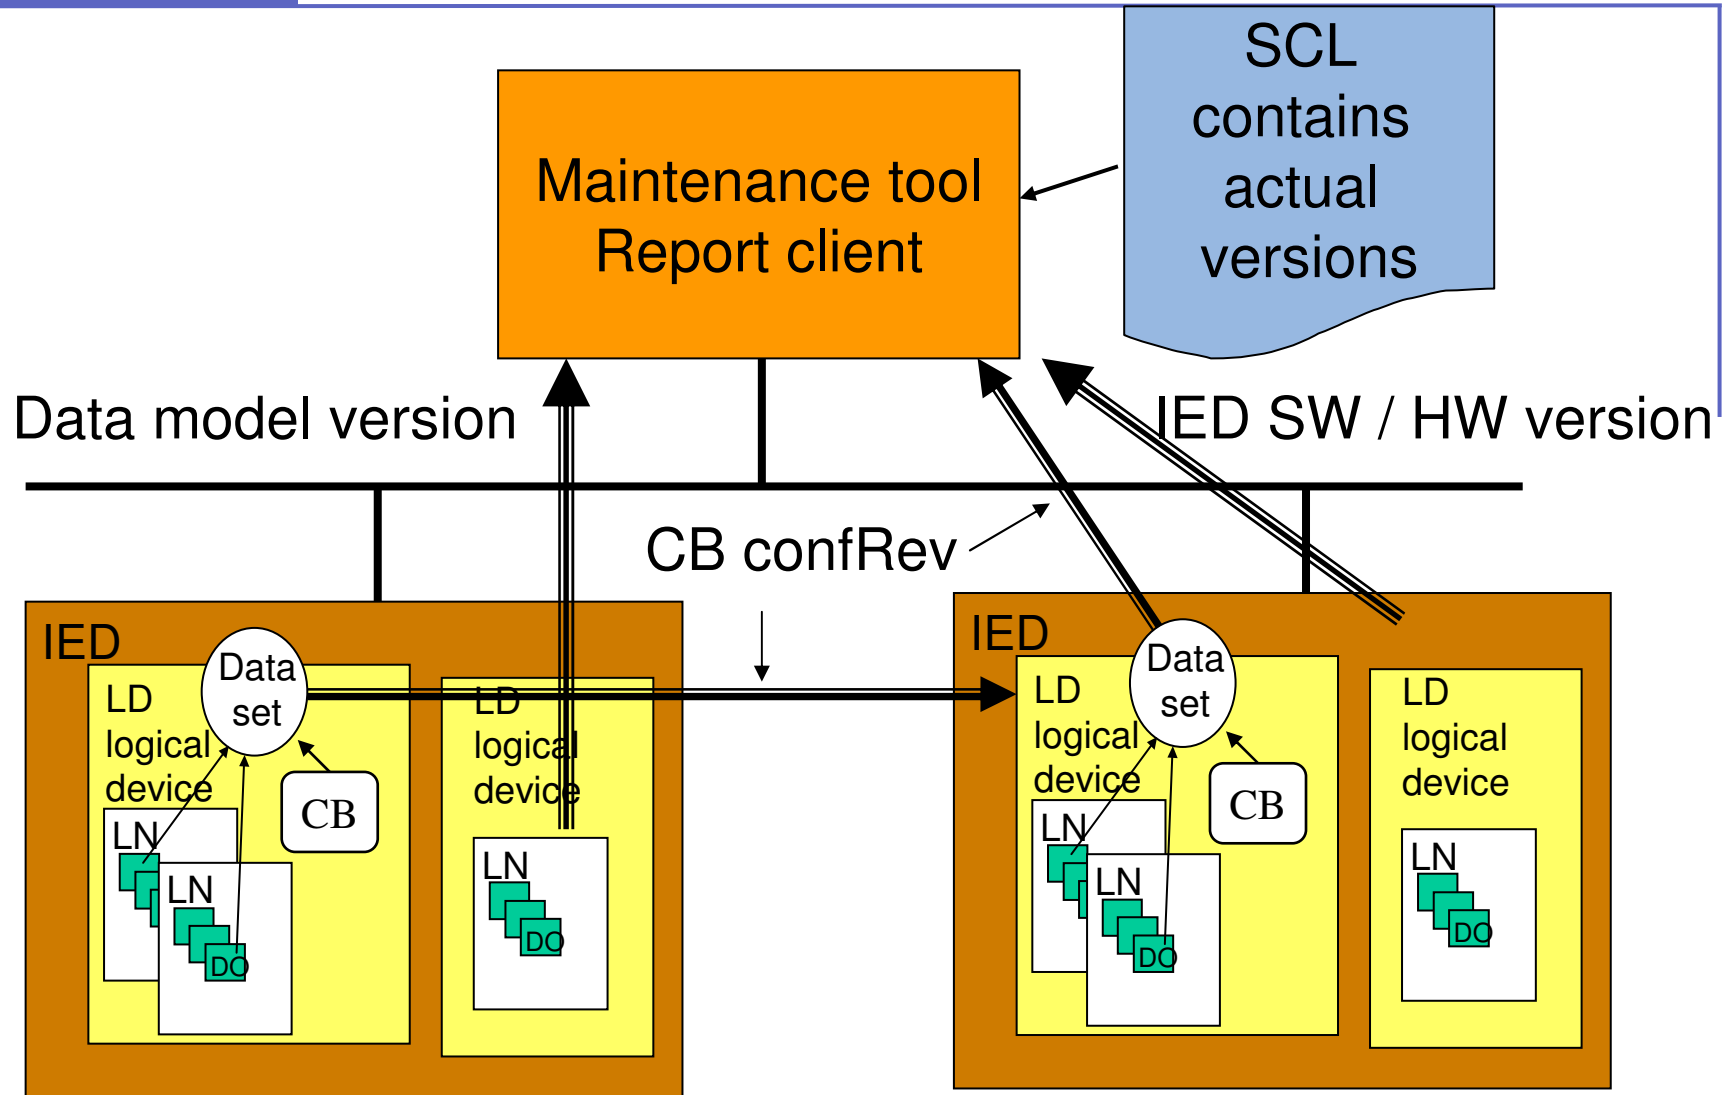 SCL
contains
actual
versions
Maintenance tool
Report client
Data model version
IED SW / HW version
CB confRev
IED
Data
set
LD
logical
device
CB
LN
LN
DO
LD
logical
device
LN
DO
IED
Data
set
LD
logical
device
CB
LN
LN
DO
LD
logical
device
LN
DO